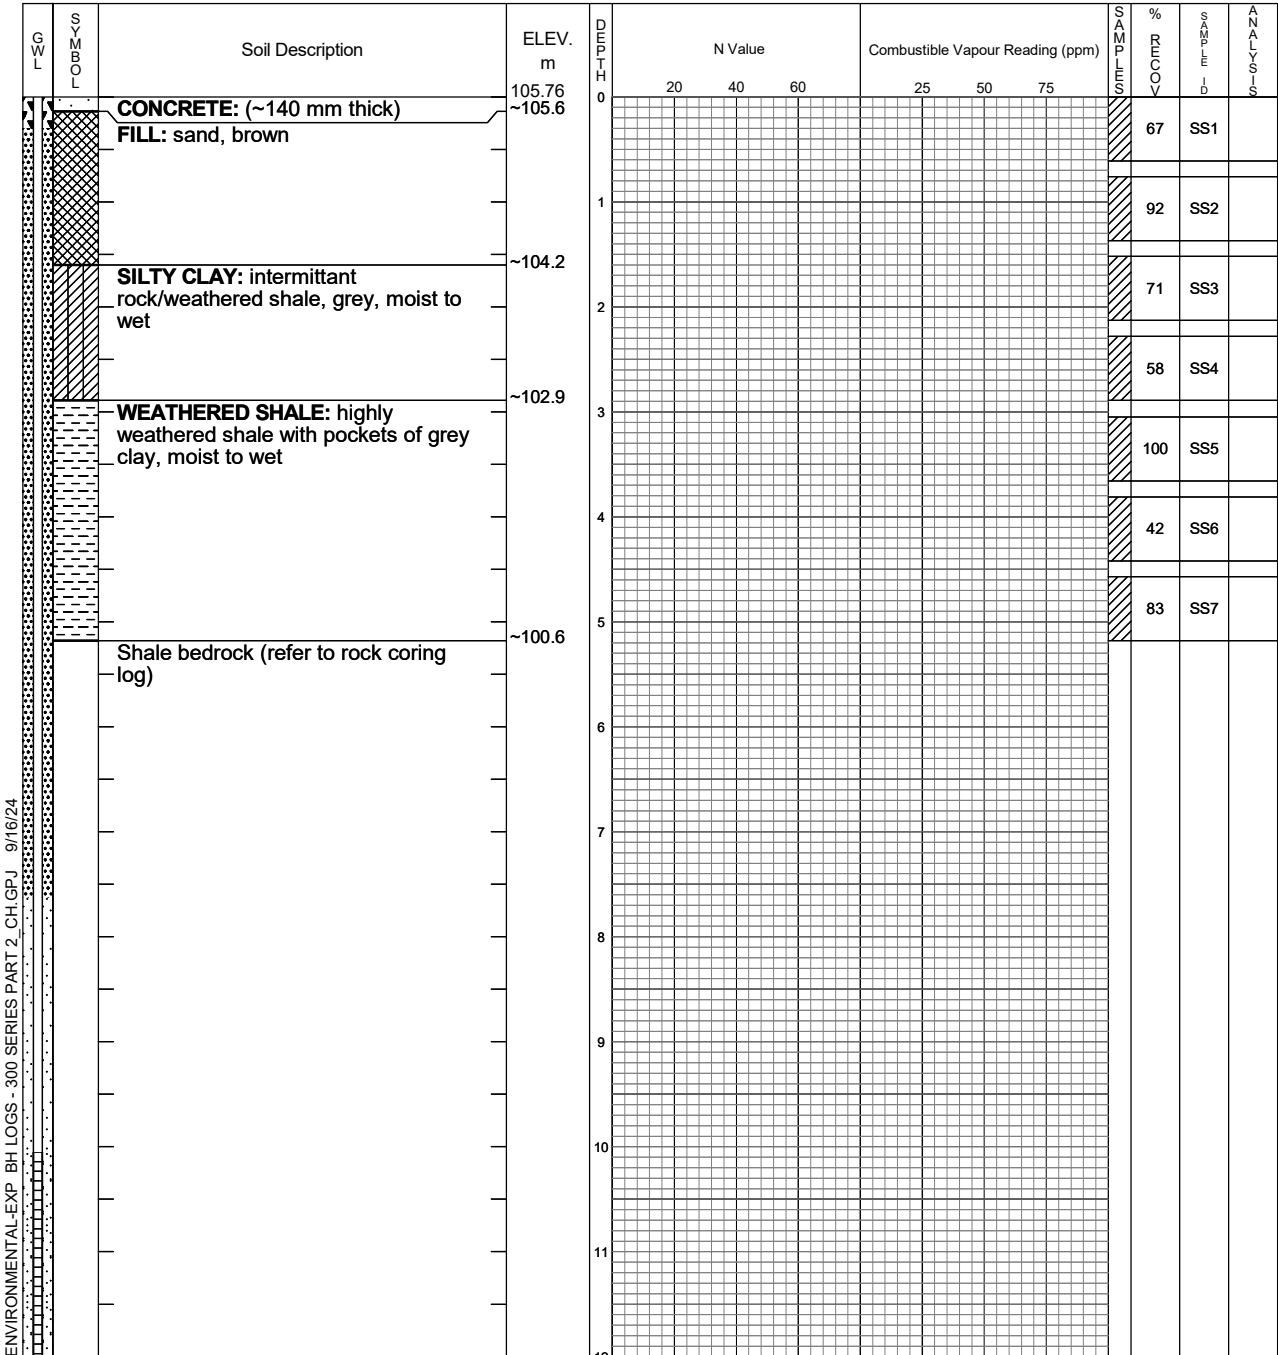 GWL
SYMBOL
Soil Description
ELEV.
m
105.76
DEPTH
N Value
20 40 60
Combustible Vapour Reading (ppm)
25 50 75
SAMPLES
% RECOV
SAMPLE ID
ANALYSIS
0
CONCRETE: (~140 mm thick)
~105.6
FILL: sand, brown
67 SS1
1
92 SS2
~104.2
SILTY CLAY: intermittant
rock/weathered shale, grey, moist to
wet
71 SS3
2
58 SS4
~102.9
WEATHERED SHALE: highly
weathered shale with pockets of grey
clay, moist to wet
3
100 SS5
4
42 SS6
83 SS7
5
~100.6
Shale bedrock (refer to rock coring
log)
6
7
8
9
10
11
ENVIRONMENTAL-EXP BH LOGS - 300 SERIES PART 2_CH.GPJ 9/16/24